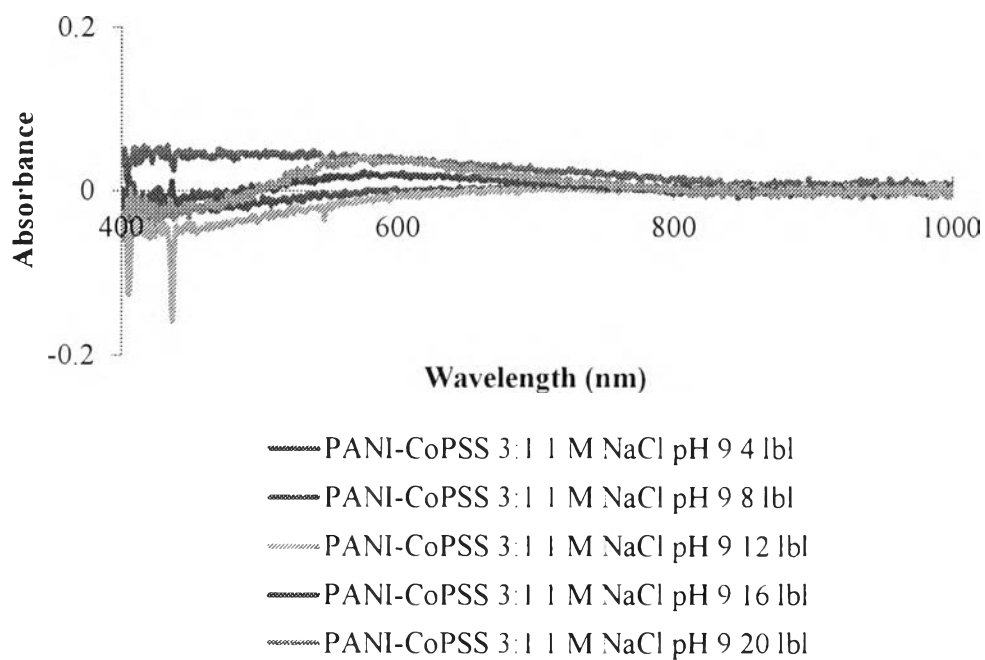 0.2
Absorbance
0
400 600 800 1000
-0.2
Wavelength (nm)
PANI-CoPSS 3:1 1 M NaCl pH 9 4 lbl
PANI-CoPSS 3:1 1 M NaCl pH 9 8 lbl
PANI-CoPSS 3:1 1 M NaCl pH 9 12 lbl
PANI-CoPSS 3:1 1 M NaCl pH 9 16 lbl
PANI-CoPSS 3:1 1 M NaCl pH 9 20 lbl